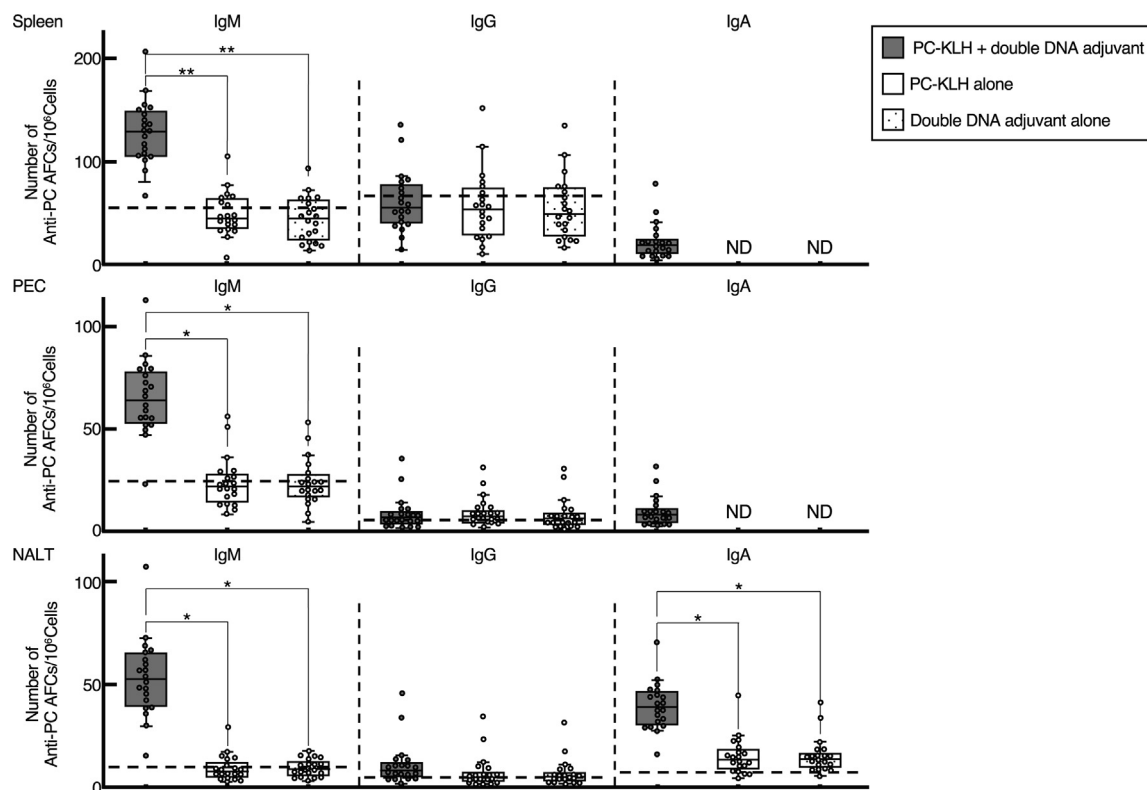 Spleen IgM IgG IgA
PC-KLH + double DNA adjuvant
PC-KLH alone
Double DNA adjuvant alone
Number of
Anti-PC AFCs/10⁶Cells
200
100
0
**
**
ND ND
PEC IgM IgG IgA
Number of
Anti-PC AFCs/10⁶Cells
100
50
0
*
*
ND ND
NALT IgM IgG IgA
Number of
Anti-PC AFCs/10⁶Cells
100
50
0
*
*
*
*